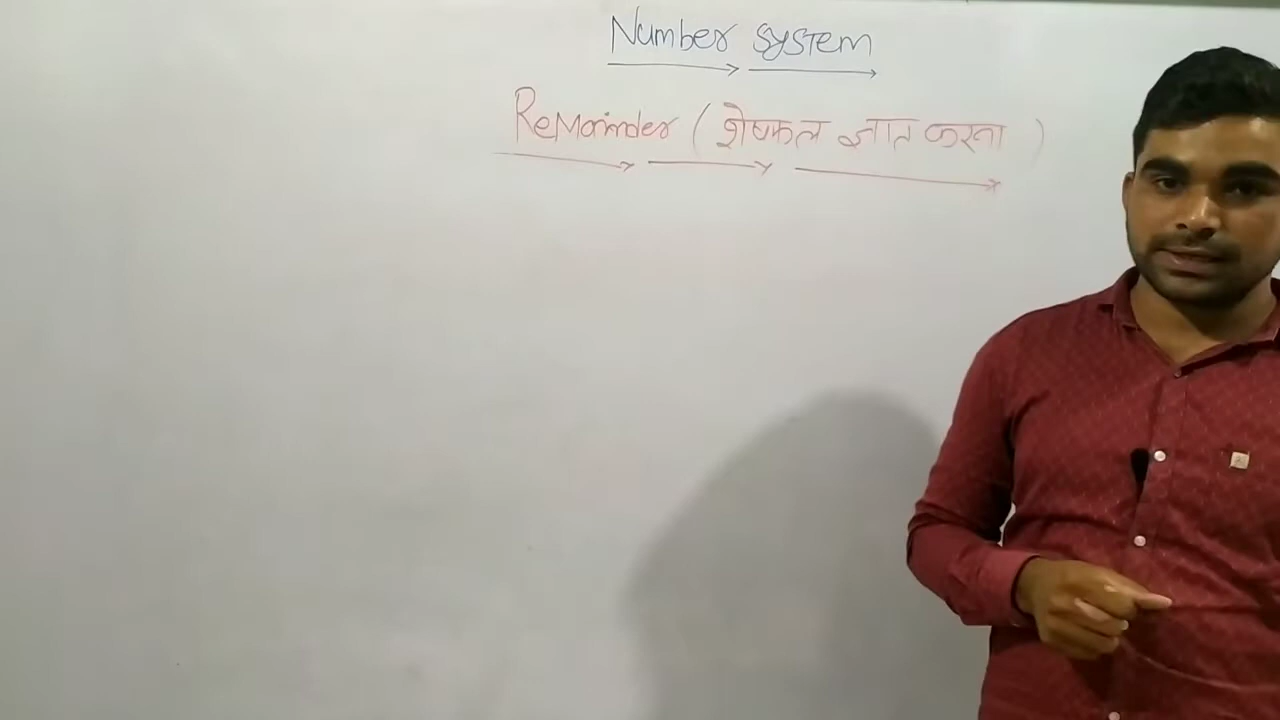 Number system
Remainder ( शेषफल ज्ञात करना )